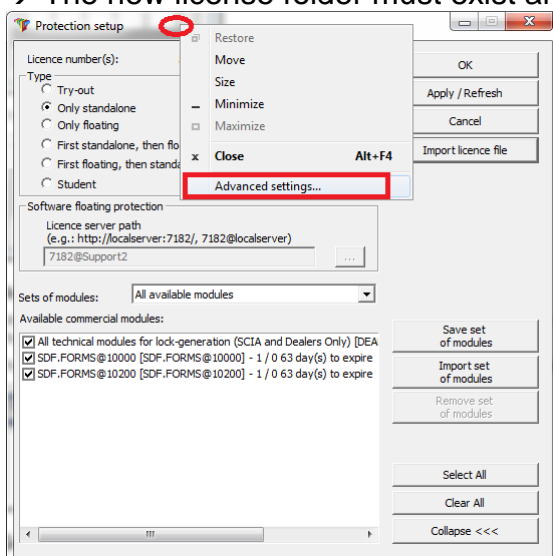 The new license folder must exist
Protection setup
Restore
Move
Size
Minimize
Maximize
Close Alt+F4
Advanced settings...
Licence number(s):
Type
Try-out
Only standalone
Only floating
First standalone, then flo
First floating, then standa
Student
OK
Apply / Refresh
Cancel
Import licence file
Software floating protection
Licence server path
(e.g.: http://localserver:7182/, 7182@localserver)
7182@Support2
...
Sets of modules: All available modules
Available commercial modules:
All technical modules for lock-generation (SCIA and Dealers Only) [DEA
SDF.FORMS@10000 [SDF.FORMS@10000] - 1 / 0 63 day(s) to expire
SDF.FORMS@10200 [SDF.FORMS@10200] - 1 / 0 63 day(s) to expire
Save set
of modules
Import set
of modules
Remove set
of modules
Select All
Clear All
Collapse <<<